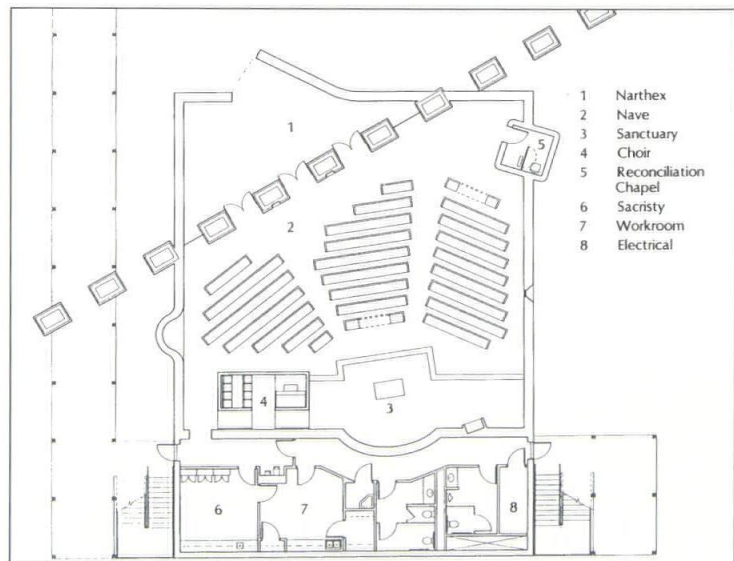 1 Narthex
2 Nave
3 Sanctuary
4 Choir
5 Reconciliation
Chapel
6 Sacristy
7 Workroom
8 Electrical
1
5
2
4
3
6
7
8